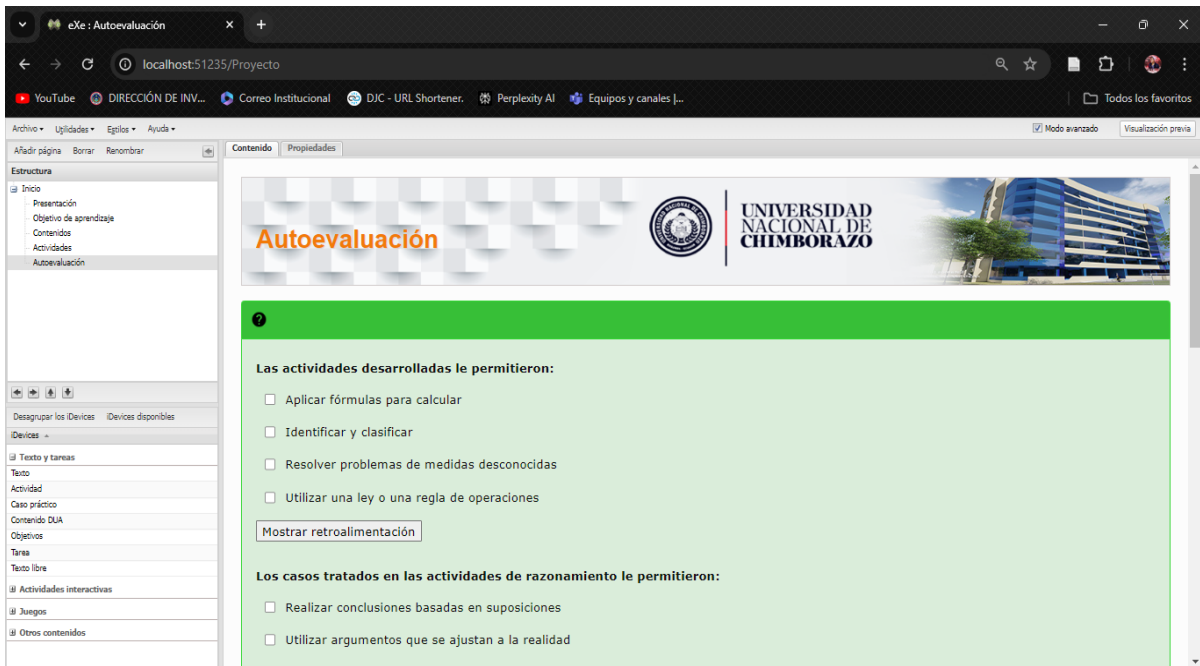 eXe : Autoevaluación
localhost:51235/Proyecto
YouTube DIRECCIÓN DE INV... Correo Institucional DJC - URL Shortener. Perplexity AI Equipos y canales |... Todos los favoritos
Archivo Utilidades Estilos Ayuda Modo avanzado Visualización previa
Añadir página Borrar Renombrar Contenido Propiedades
Estructura
Inicio
Presentación
Objetivo de aprendizaje
Contenidos
Actividades
Autoevaluación
Desagrupar los iDevices iDevices disponibles
iDevices
Texto y tareas
Texto
Actividad
Caso práctico
Contenido DUA
Objetivos
Tarea
Texto libre
Actividades interactivas
Juegos
Otros contenidos
Autoevaluación
UNIVERSIDAD
NACIONAL DE
CHIMBORAZO
Las actividades desarrolladas le permitieron:
Aplicar fórmulas para calcular
Identificar y clasificar
Resolver problemas de medidas desconocidas
Utilizar una ley o una regla de operaciones
Mostrar retroalimentación
Los casos tratados en las actividades de razonamiento le permitieron:
Realizar conclusiones basadas en suposiciones
Utilizar argumentos que se ajustan a la realidad